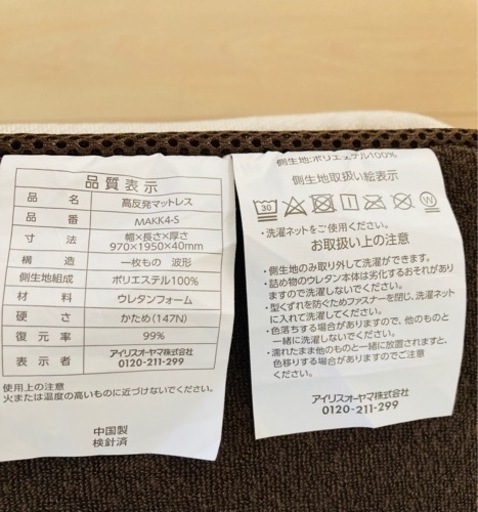 品質表示
品名 高反発マットレス
品番 MAKK4-S
寸法 幅×長さ×厚さ
970×1950×40mm
構造 一枚もの 波形
側生地組成 ポリエステル100%
材料 ウレタンフォーム
硬さ かため(147N)
復元率 99%
表示者 アイリスオーヤマ株式会社
0120-211-299
使用上の注意
火または温度の高いものに近づけないでください。
中国製
検針済
側生地:ポリエステル100%
側生地取扱い絵表示
30
W
・洗濯ネットをご使用ください。
お取扱い上の注意
・側生地のみ取り外して洗濯ができます。
・詰め物のウレタン本体は劣化するおそれがあり
ますので洗濯しないでください。
・型くずれを防ぐためファスナーを閉じ、洗濯ネット
に入れて洗濯してください。
・色落ちする場合がありますので、他のものと
一緒に洗濯しないでください。
・濡れたまま他のものと一緒に放置されますと、
色移りする場合がありますのでご注意
ください。
アイリスオーヤマ株式会社
0120-211-299